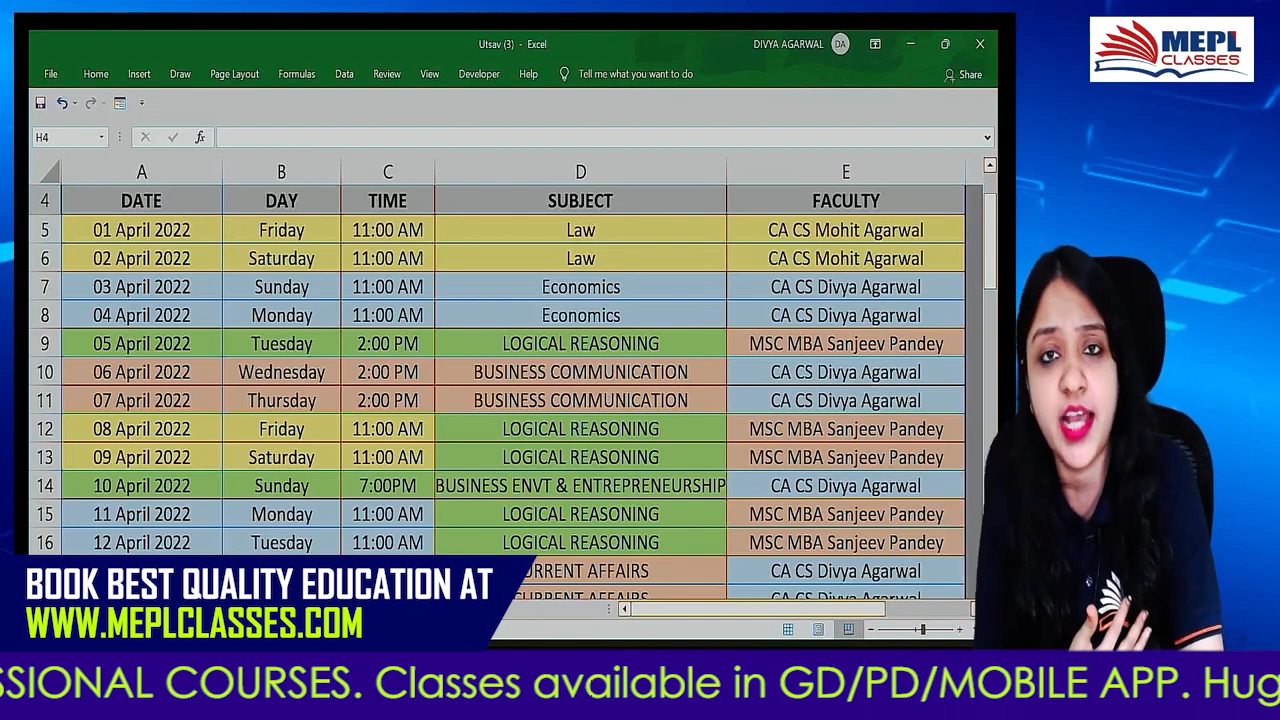 Utsav (3) - Excel
DIVYA AGARWAL DA
MEPL
CLASSES
File Home Insert Draw Page Layout Formulas Data Review View Developer Help Tell me what you want to do Share
H4 fx
A B C D E
4 DATE DAY TIME SUBJECT FACULTY
5 01 April 2022 Friday 11:00 AM Law CA CS Mohit Agarwal
6 02 April 2022 Saturday 11:00 AM Law CA CS Mohit Agarwal
7 03 April 2022 Sunday 11:00 AM Economics CA CS Divya Agarwal
8 04 April 2022 Monday 11:00 AM Economics CA CS Divya Agarwal
9 05 April 2022 Tuesday 2:00 PM LOGICAL REASONING MSC MBA Sanjeev Pandey
10 06 April 2022 Wednesday 2:00 PM BUSINESS COMMUNICATION CA CS Divya Agarwal
11 07 April 2022 Thursday 2:00 PM BUSINESS COMMUNICATION CA CS Divya Agarwal
12 08 April 2022 Friday 11:00 AM LOGICAL REASONING MSC MBA Sanjeev Pandey
13 09 April 2022 Saturday 11:00 AM LOGICAL REASONING MSC MBA Sanjeev Pandey
14 10 April 2022 Sunday 7:00PM BUSINESS ENVT & ENTREPRENEURSHIP CA CS Divya Agarwal
15 11 April 2022 Monday 11:00 AM LOGICAL REASONING MSC MBA Sanjeev Pandey
16 12 April 2022 Tuesday 11:00 AM LOGICAL REASONING MSC MBA Sanjeev Pandey
URRENT AFFAIRS CA CS Divya Agarwal
BOOK BEST QUALITY EDUCATION AT
WWW.MEPLCLASSES.COM
SSIONAL COURSES. Classes available in GD/PD/MOBILE APP. Hug